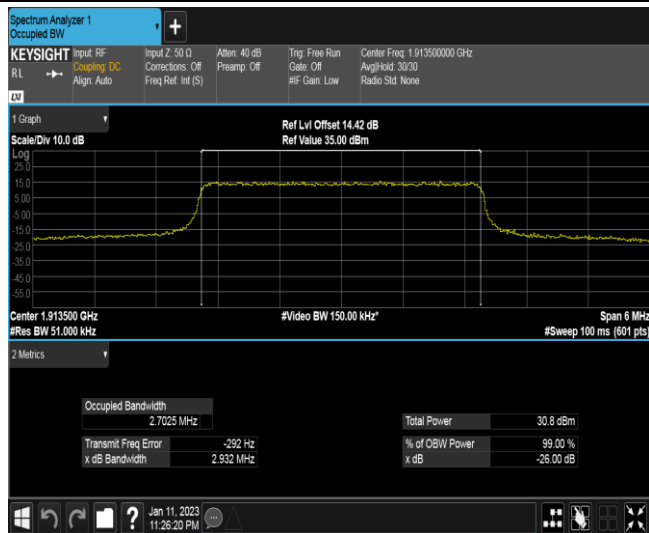 Spectrum Analyzer 1
Occupied BW
+
KEYSIGHT Input: RF Input Z: 50 Ω Atten: 40 dB Trig: Free Run Center Freq: 1.913500000 GHz
RL Coupling: DC Corrections: Off Preamp: Off Gate: Off Avg|Hold: 30/30
Align: Auto Freq Ref: Int (S) #IF Gain: Low Radio Std: None
1 Graph
Ref Lvl Offset 14.42 dB
Scale/Div 10.0 dB Ref Value 35.00 dBm
Log
25.0
15.0
5.00
-5.00
-15.0
-25.0
-35.0
-45.0
-55.0
Center 1.913500 GHz #Video BW 150.00 kHz* Span 6 MHz
#Res BW 51.000 kHz #Sweep 100 ms (601 pts)
2 Metrics
Occupied Bandwidth
2.7025 MHz Total Power 30.8 dBm
Transmit Freq Error -292 Hz % of OBW Power 99.00 %
x dB Bandwidth 2.932 MHz x dB -26.00 dB
? Jan 11, 2023
11:26:20 PM